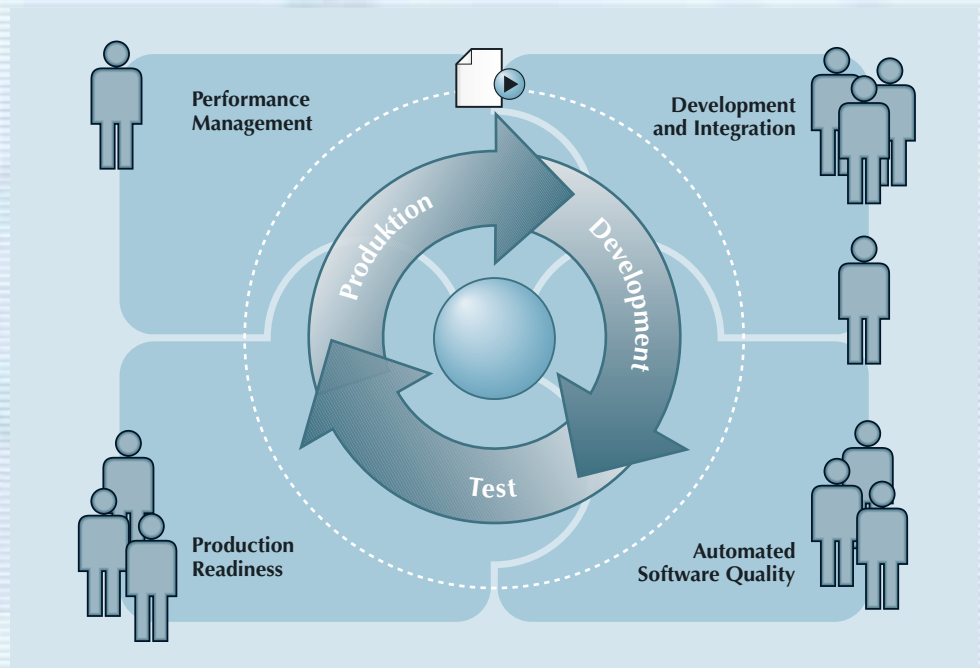 Performance
Management
Development
and Integration
Produktion
Development
Test
Production
Readiness
Automated
Software Quality